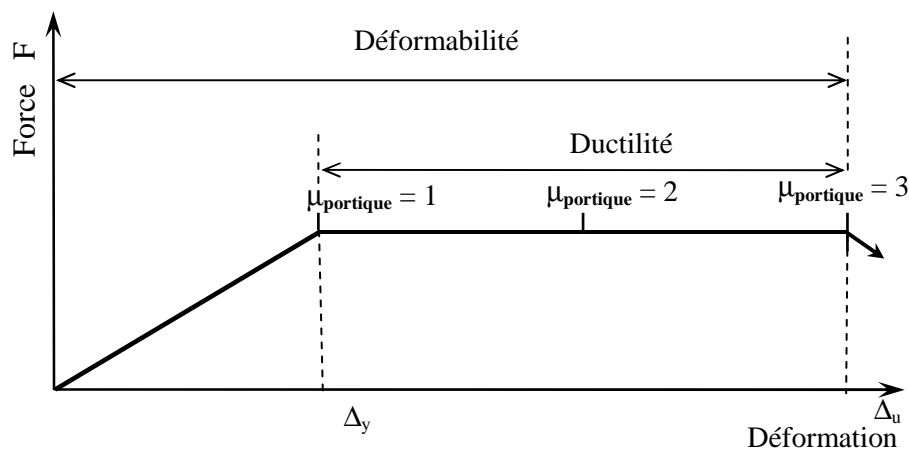 Force F
Déformabilité
Ductilité
μportique = 1
μportique = 2
μportique = 3
Δy
Δu
Déformation